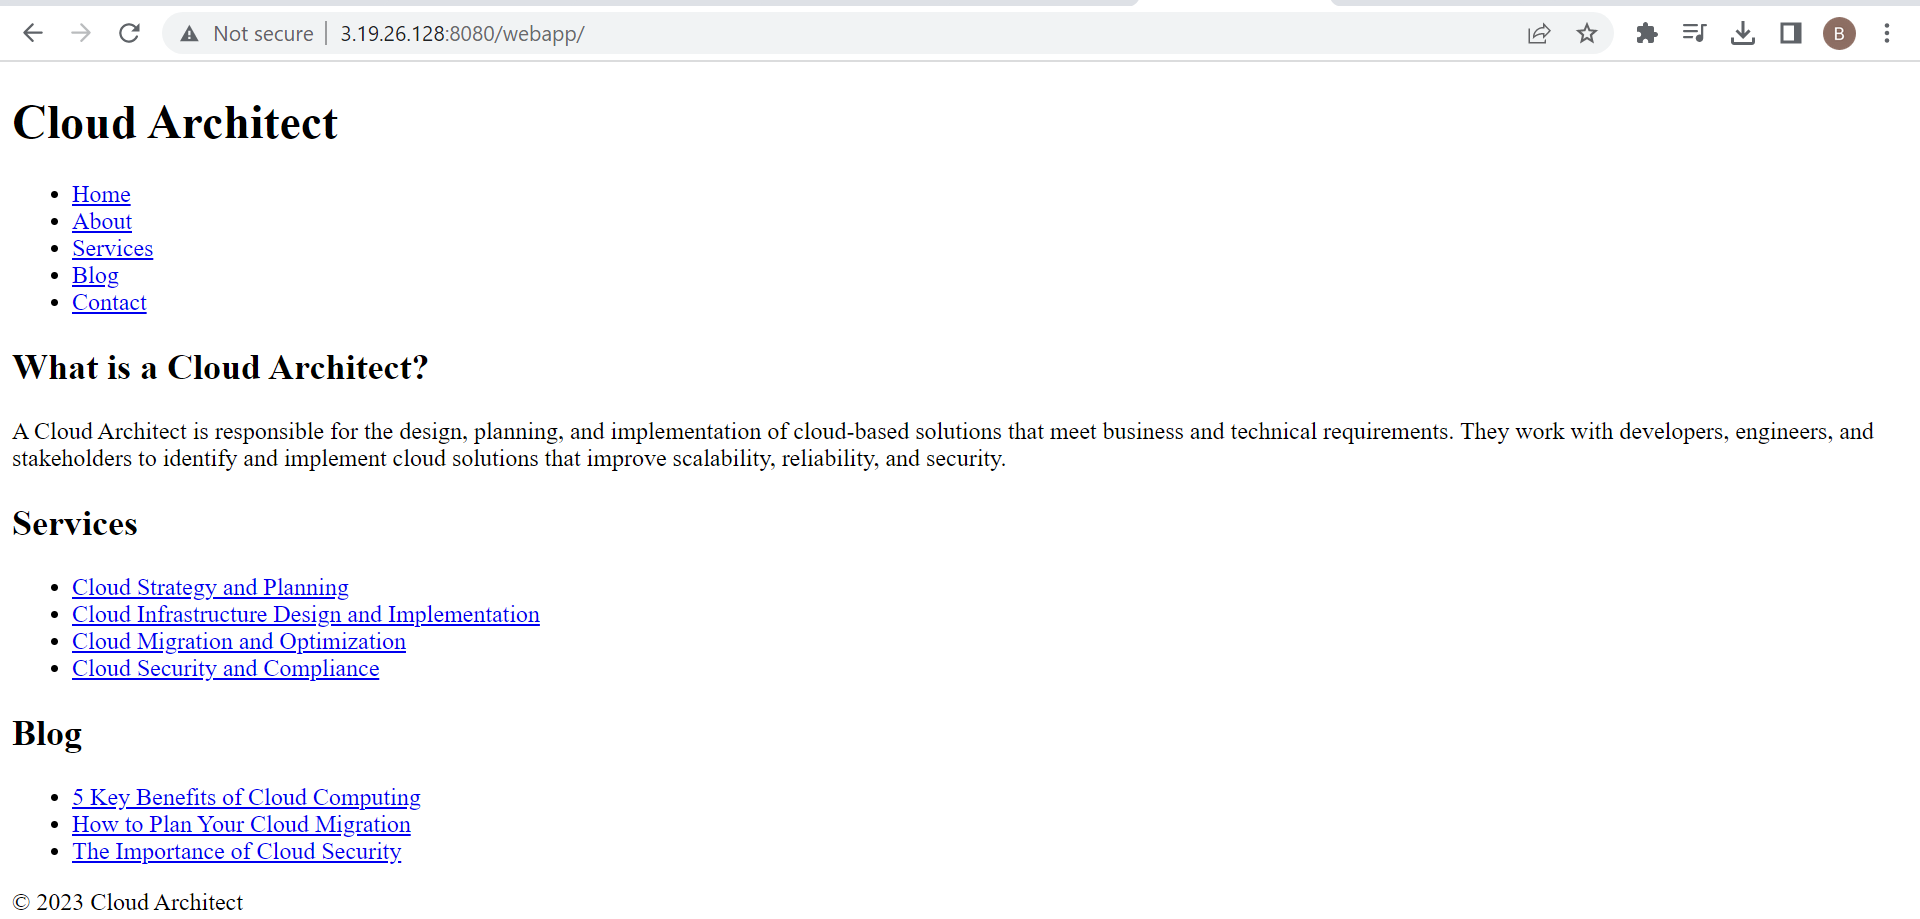 Not secure | 3.19.26.128:8080/webapp/
B
Cloud Architect
• Home
• About
• Services
• Blog
• Contact
What is a Cloud Architect?
A Cloud Architect is responsible for the design, planning, and implementation of cloud-based solutions that meet business and technical requirements. They work with developers, engineers, and
stakeholders to identify and implement cloud solutions that improve scalability, reliability, and security.
Services
• Cloud Strategy and Planning
• Cloud Infrastructure Design and Implementation
• Cloud Migration and Optimization
• Cloud Security and Compliance
Blog
• 5 Key Benefits of Cloud Computing
• How to Plan Your Cloud Migration
• The Importance of Cloud Security
© 2023 Cloud Architect